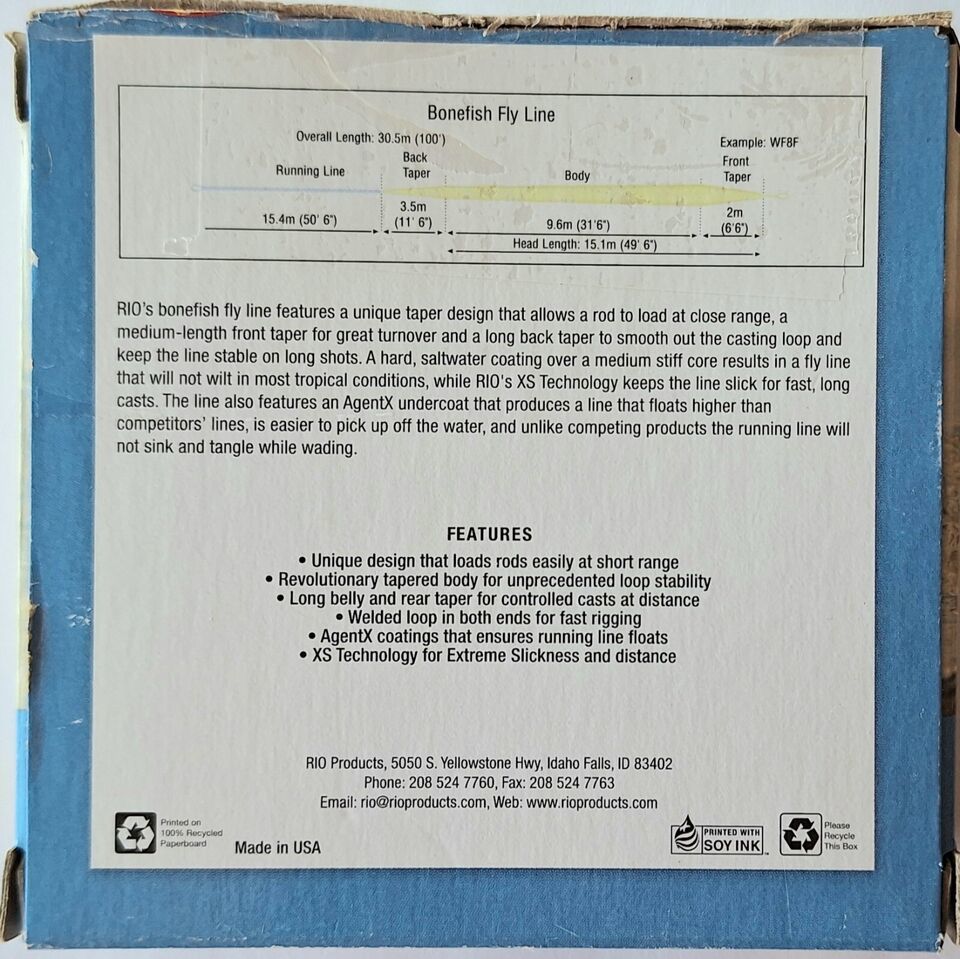 Bonefish Fly Line
Overall Length: 30.5m (100')
Example: WF8F
Running Line
Back
Taper
Body
Front
Taper
15.4m (50' 6")
3.5m
(11' 6")
9.6m (31'6")
2m
(6'6")
Head Length: 15.1m (49' 6")
RIO's bonefish fly line features a unique taper design that allows a rod to load at close range, a
medium-length front taper for great turnover and a long back taper to smooth out the casting loop and
keep the line stable on long shots. A hard, saltwater coating over a medium stiff core results in a fly line
that will not wilt in most tropical conditions, while RIO's XS Technology keeps the line slick for fast, long
casts. The line also features an AgentX undercoat that produces a line that floats higher than
competitors' lines, is easier to pick up off the water, and unlike competing products the running line will
not sink and tangle while wading.
FEATURES
• Unique design that loads rods easily at short range
• Revolutionary tapered body for unprecedented loop stability
• Long belly and rear taper for controlled casts at distance
• Welded loop in both ends for fast rigging
• AgentX coatings that ensures running line floats
• XS Technology for Extreme Slickness and distance
RIO Products, 5050 S. Yellowstone Hwy, Idaho Falls, ID 83402
Phone: 208 524 7760, Fax: 208 524 7763
Email: rio@rioproducts.com, Web: www.rioproducts.com
Printed on
100% Recycled
Paperboard
Made in USA
PRINTED WITH
SOY INK™
Please
Recycle
This Box